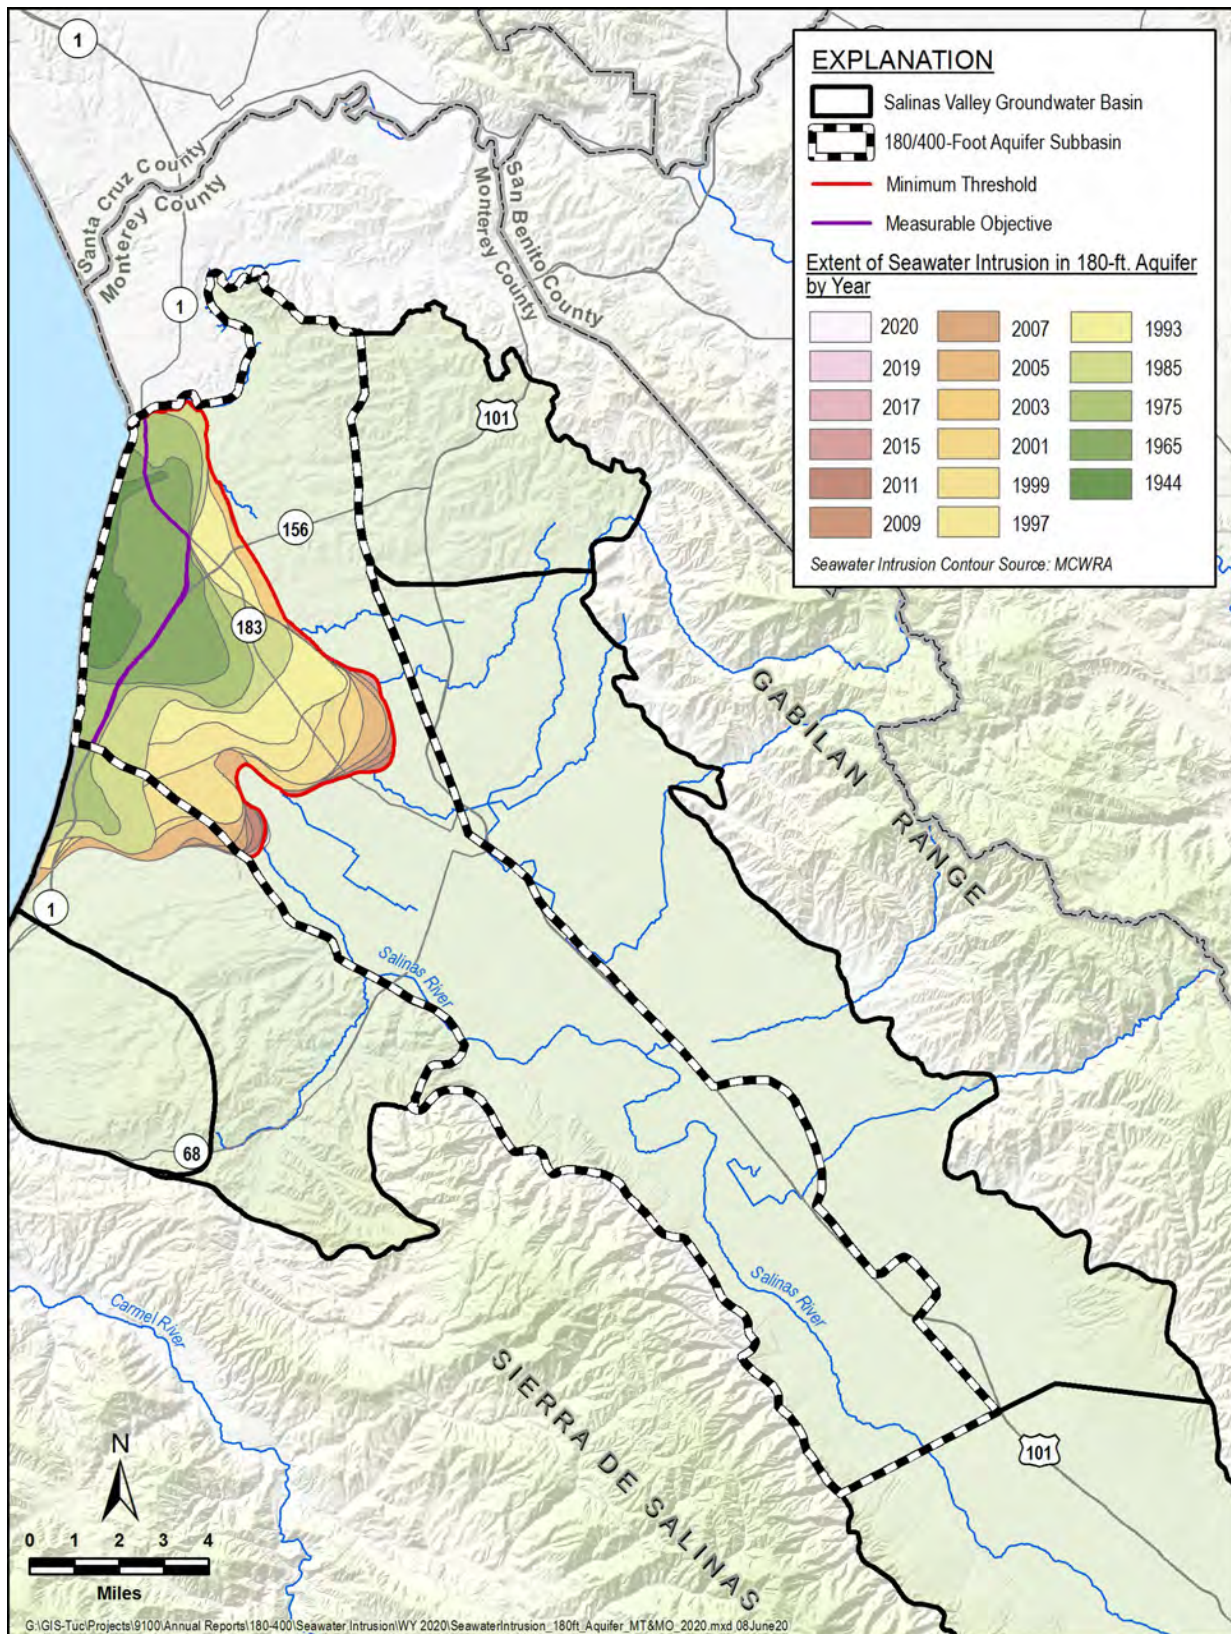 1
EXPLANATION
Salinas Valley Groundwater Basin
180/400-Foot Aquifer Subbasin
Minimum Threshold
Measurable Objective
Extent of Seawater Intrusion in 180-ft. Aquifer
by Year
2020
2019
2017
2015
2011
2009
2007
2005
2003
2001
1999
1997
1993
1985
1975
1965
1944
Seawater Intrusion Contour Source: MCWRA
Santa Cruz County
Monterey County
San Benito County
Monterey County
1
101
156
183
GABILAN RANGE
1
Salinas River
68
Salinas River
Carmel River
SIERRA DE SALINAS
101
N
0 1 2 3 4
Miles
G:\GIS-Tuc\Projects\9100\Annual Reports\180-400\Seawater Intrusion\WY 2020\SeawaterIntrusion_180ft_Aquifer_MT&MO_2020.mxd 08June20